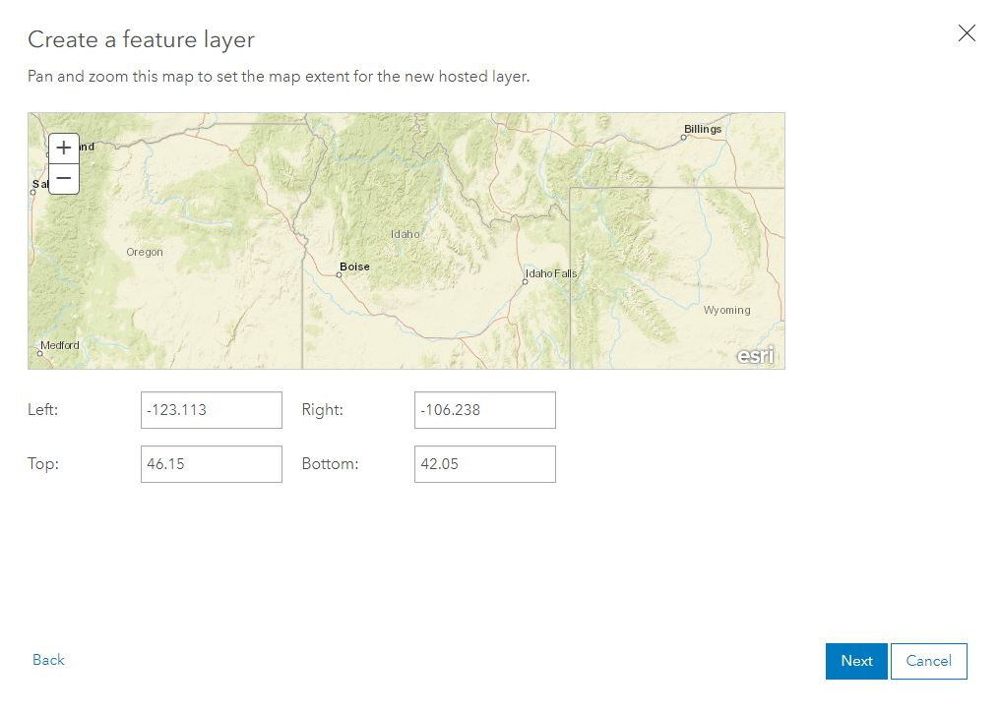 Create a feature layer
Pan and zoom this map to set the map extent for the new hosted layer.
Billings
Idaho
Oregon
Boise
Idaho Falls
Wyoming
Medford
esri
Left: -123.113 Right: -106.238
Top: 46.15 Bottom: 42.05
Back Next Cancel